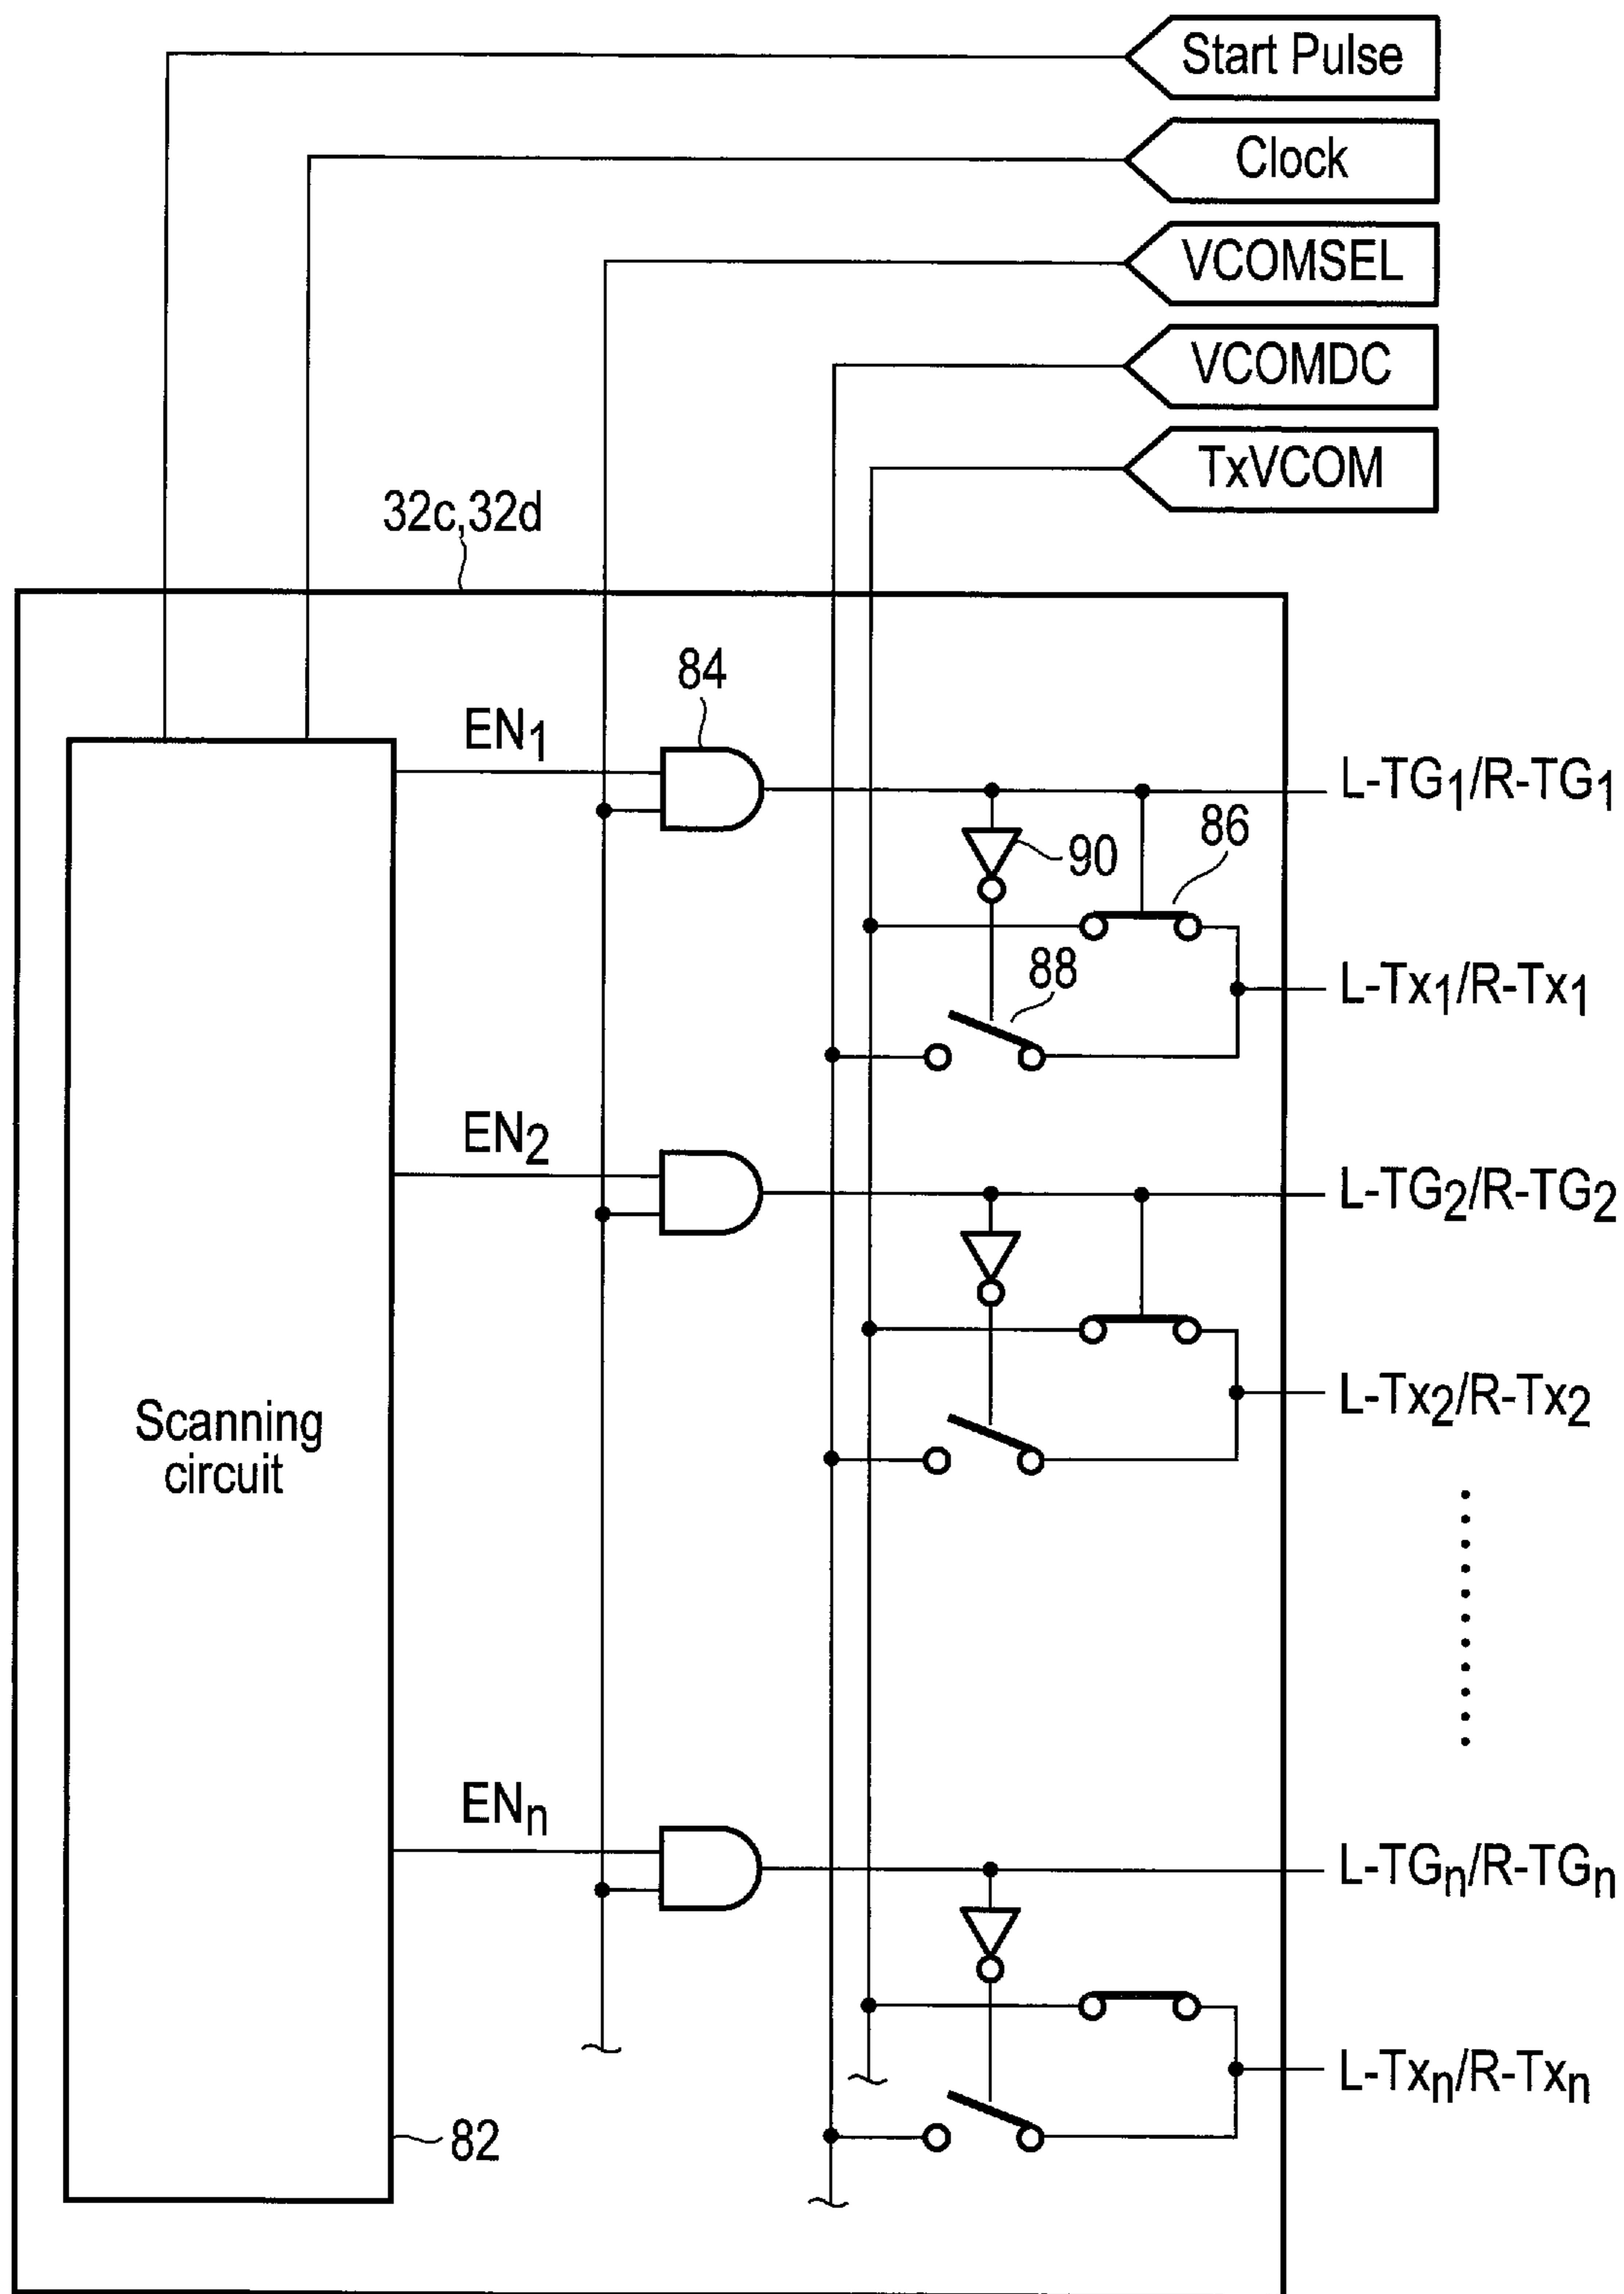 Start Pulse
Clock
VCOMSEL
VCOMDC
TxVCOM
32c,32d
84
EN1
L-TG1/R-TG1
86
90
88
L-Tx1/R-Tx1
EN2
L-TG2/R-TG2
L-Tx2/R-Tx2
Scanning
circuit
ENn
L-TGn/R-TGn
L-Txn/R-Txn
82